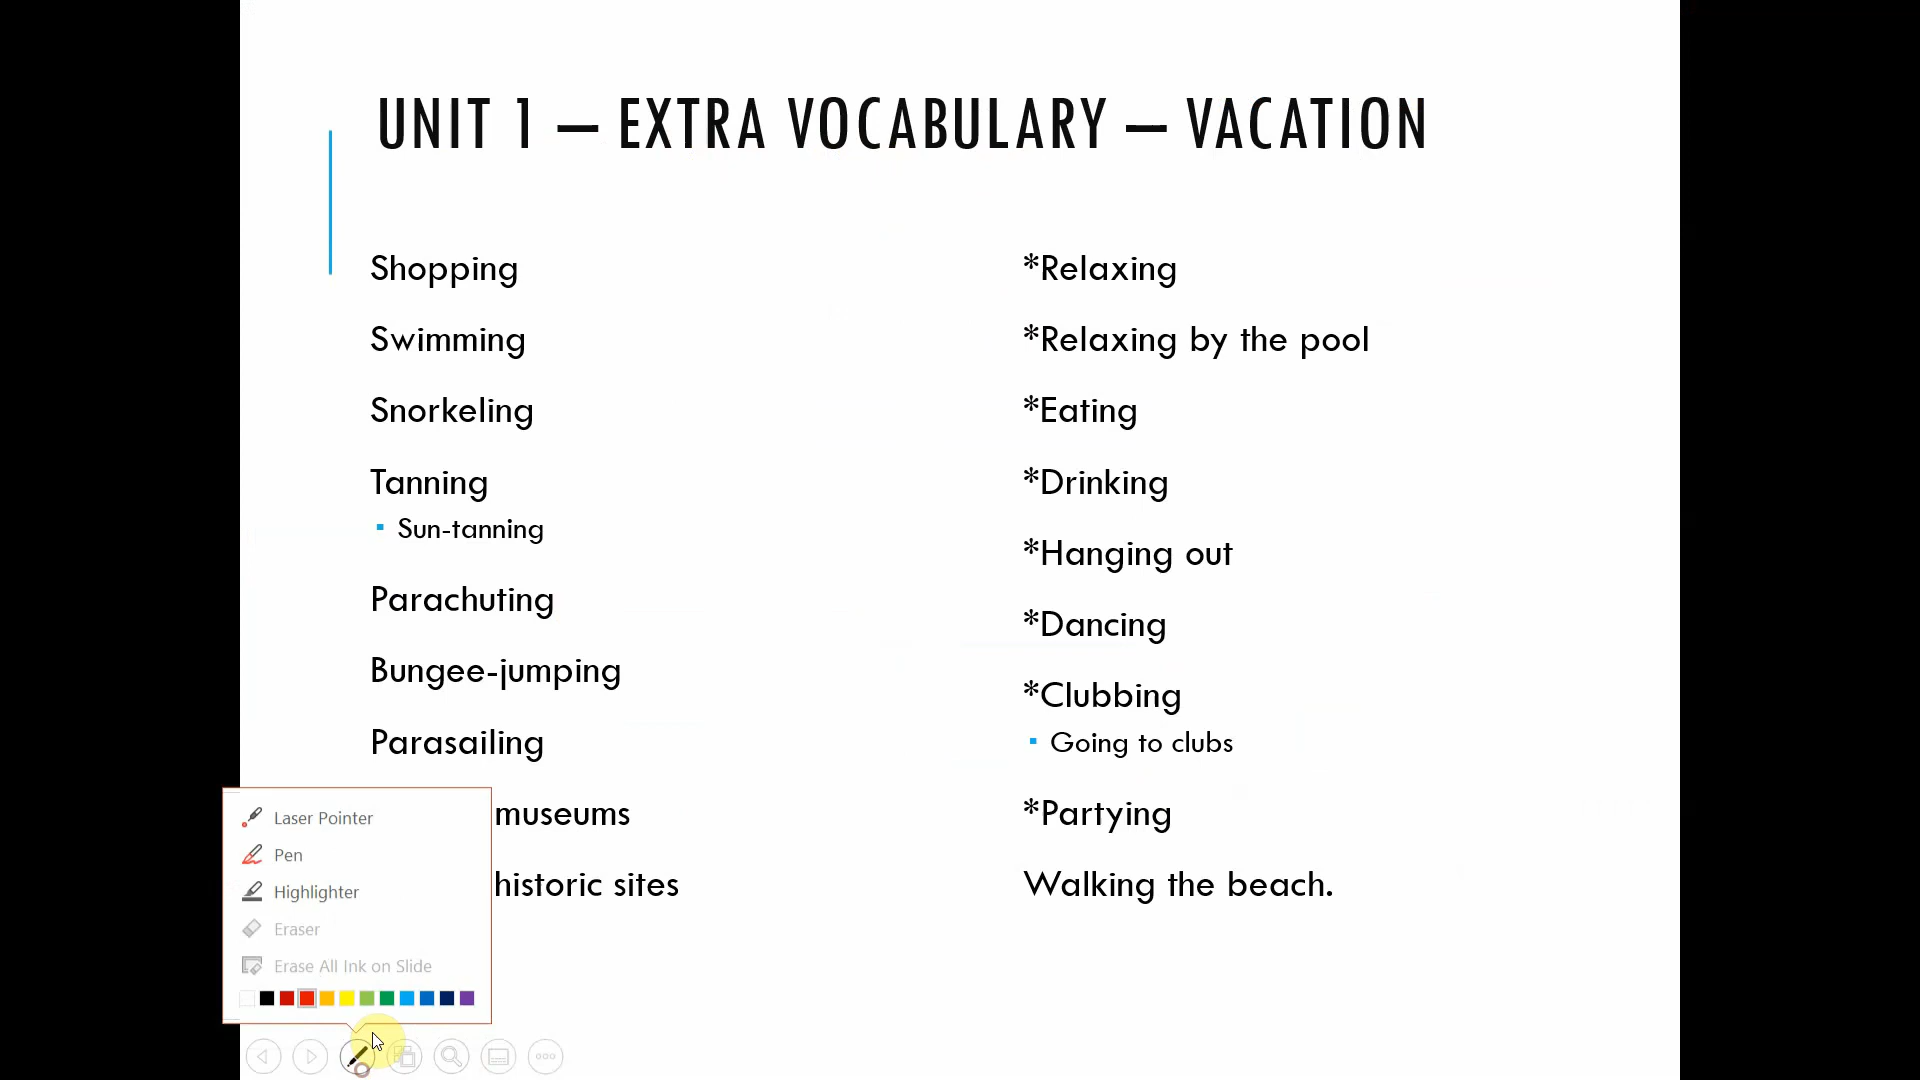 UNIT 1 – EXTRA VOCABULARY – VACATION
Shopping
Swimming
Snorkeling
Tanning
▪ Sun-tanning
Parachuting
Bungee-jumping
Parasailing
museums
historic sites
*Relaxing
*Relaxing by the pool
*Eating
*Drinking
*Hanging out
*Dancing
*Clubbing
▪ Going to clubs
*Partying
Walking the beach.
Laser Pointer
Pen
Highlighter
Eraser
Erase All Ink on Slide